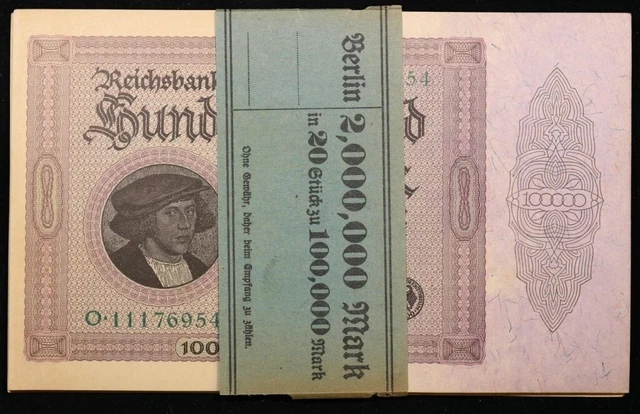 Reichsbank
Hund
d
54
O·11176954
100
10000
Berlin 2,000,000 Mark
in 20 Stück zu 100,000 Mark
Ohne Gewähr, daher beim Empfang zu zählen.